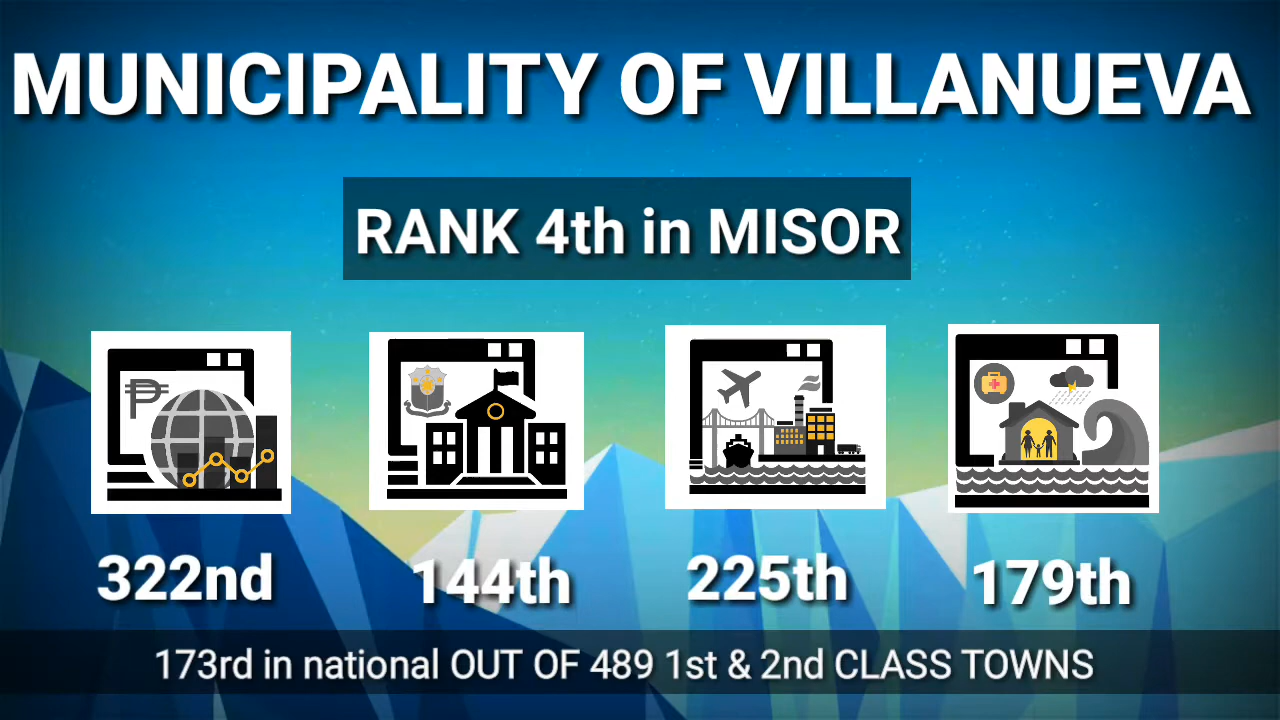 MUNICIPALITY OF VILLANUEVA
RANK 4th in MISOR
322nd 144th 225th 179th
173rd in national OUT OF 489 1st & 2nd CLASS TOWNS